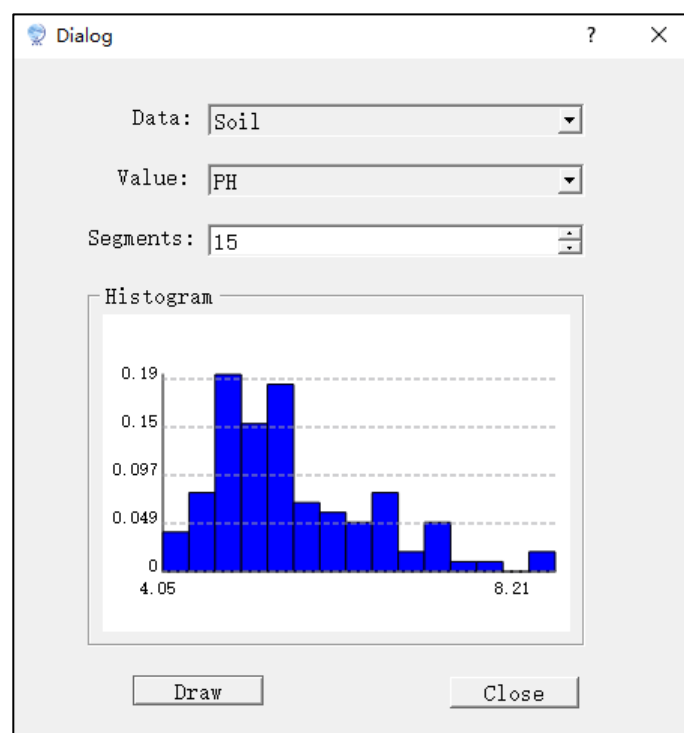 Dialog ?
Data: Soil
Value: PH
Segments: 15
Histogram
0.19
0.15
0.097
0.049
0
4.05 8.21
Draw Close